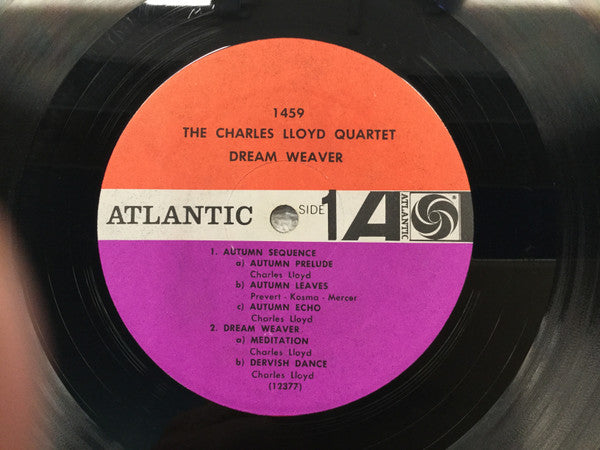 1459
THE CHARLES LLOYD QUARTET
DREAM WEAVER
ATLANTIC SIDE 1 A ATLANTIC
1. AUTUMN SEQUENCE
a) AUTUMN PRELUDE
Charles Lloyd
b) AUTUMN LEAVES
Prevert - Kosma - Mercer
c) AUTUMN ECHO
Charles Lloyd
2. DREAM WEAVER
a) MEDITATION
Charles Lloyd
b) DERVISH DANCE
Charles Lloyd
(12377)